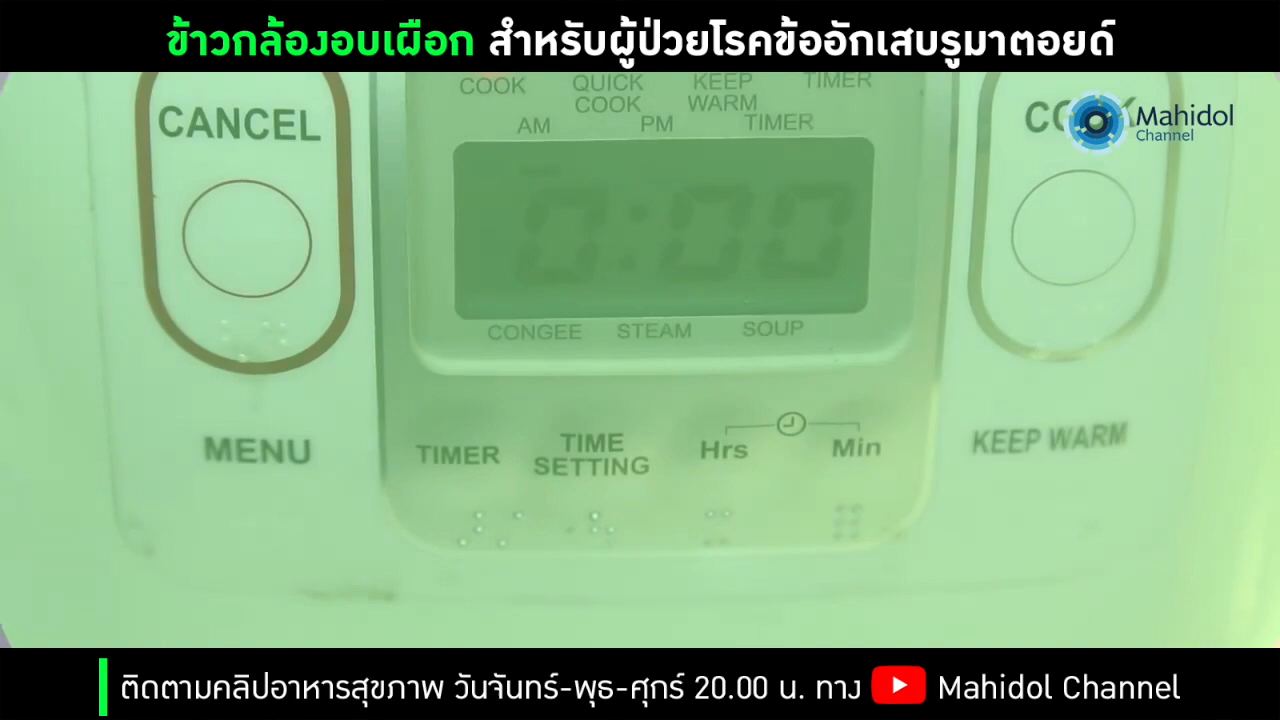 ข้าวกล้องอบเผือก สำหรับผู้ป่วยโรคข้ออักเสบรูมาตอยด์
COOK QUICK COOK KEEP WARM TIMER
AM PM TIMER
CANCEL
0:00
COOK
Mahidol
Channel
CONGEE STEAM SOUP
MENU
TIMER
TIME SETTING
Hrs
Min
KEEP WARM
ติดตามคลิปอาหารสุขภาพ วันจันทร์-พุธ-ศุกร์ 20.00 น. ทาง Mahidol Channel